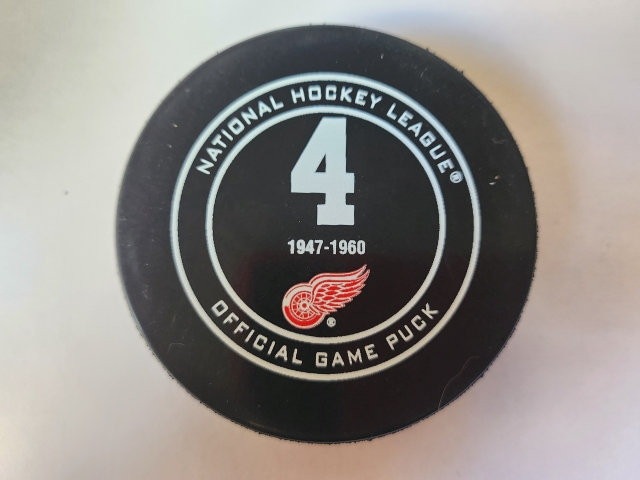 NATIONAL HOCKEY LEAGUE®
4
1947-1960
®
OFFICIAL GAME PUCK